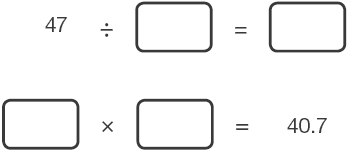 47 ÷ =
× = 40.7